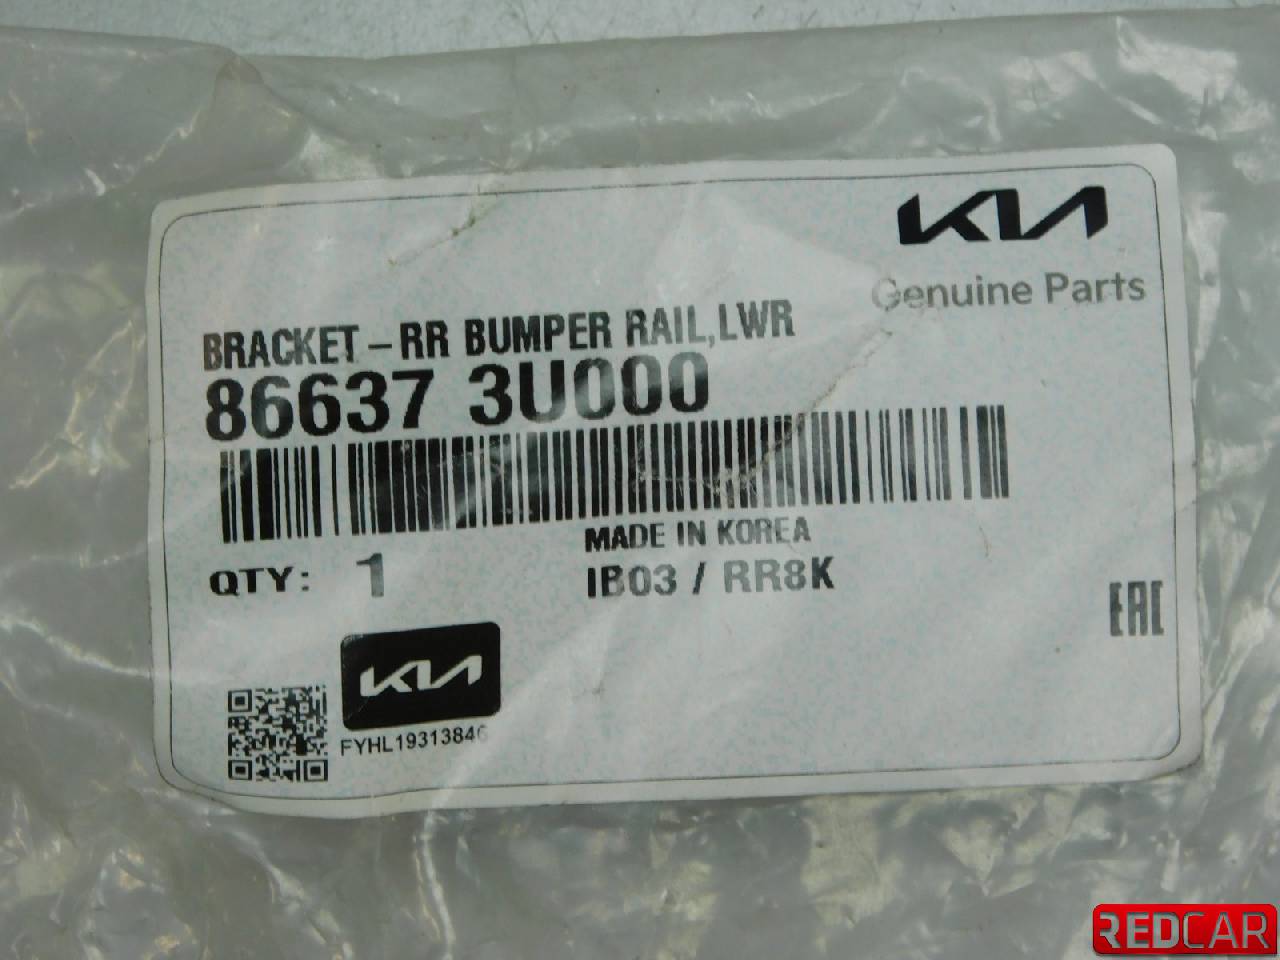 KIA
Genuine Parts
BRACKET-RR BUMPER RAIL,LWR
86637 3U000
MADE IN KOREA
QTY: 1
IB03 / RR8K
EAC
KIA
FYHL19313846
REDCAR